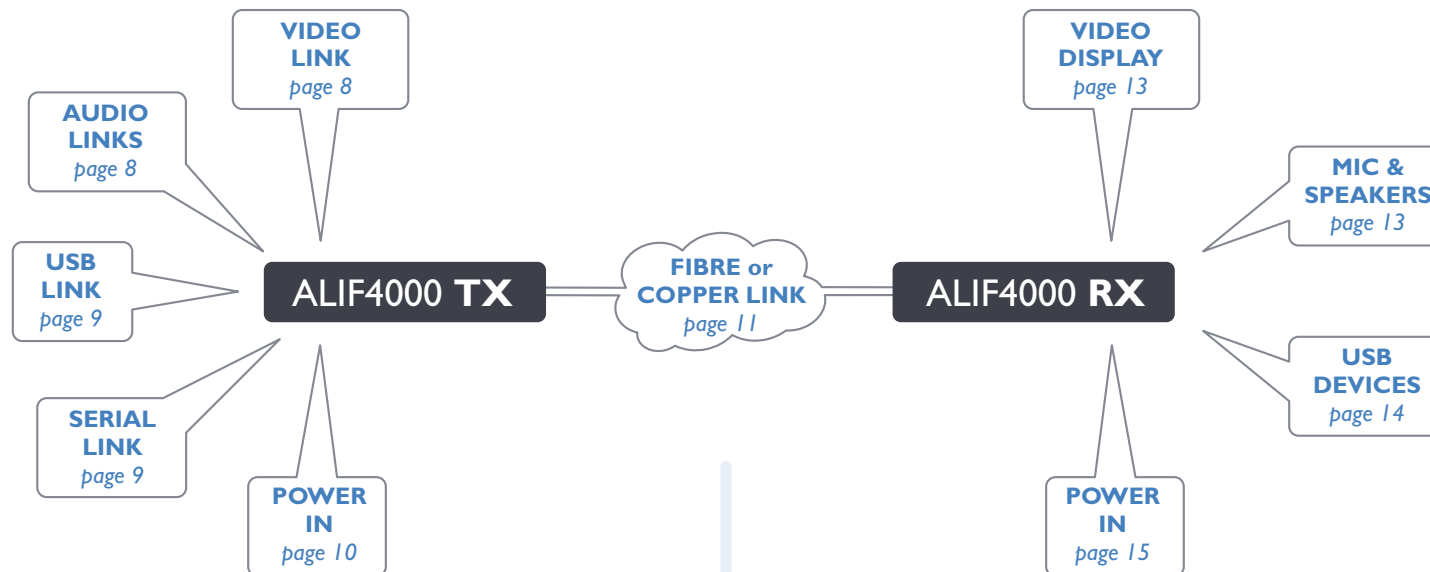 VIDEO
LINK
page 8
AUDIO
LINKS
page 8
USB
LINK
page 9
SERIAL
LINK
page 9
POWER
IN
page 10
ALIF4000 TX
FIBRE or
COPPER LINK
page 11
ALIF4000 RX
VIDEO
DISPLAY
page 13
MIC &
SPEAKERS
page 13
USB
DEVICES
page 14
POWER
IN
page 15